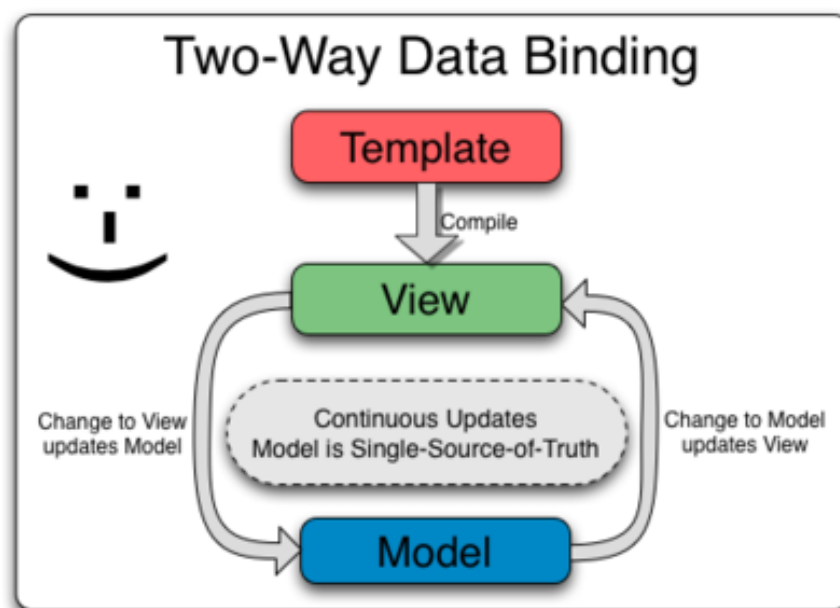 Two-Way Data Binding
Template
Compile
View
Continuous Updates
Model is Single-Source-of-Truth
Change to View
updates Model
Change to Model
updates View
Model